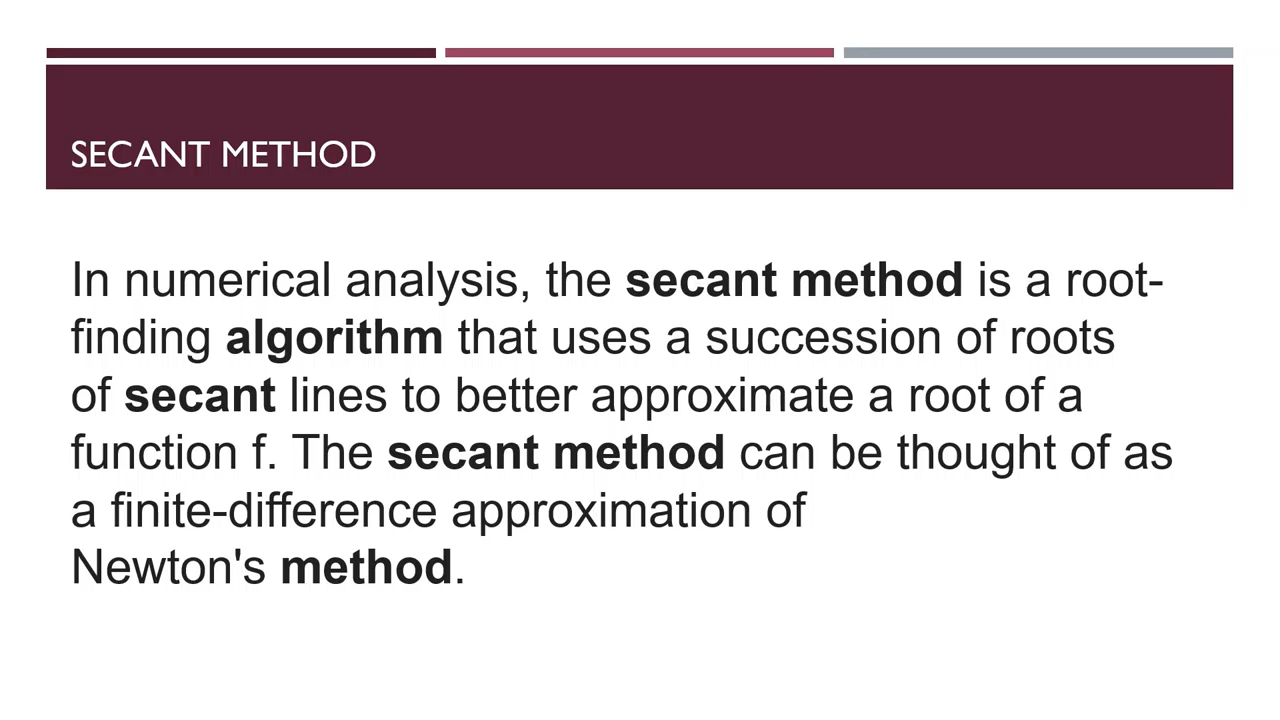 SECANT METHOD
In numerical analysis, the secant method is a root-
finding algorithm that uses a succession of roots
of secant lines to better approximate a root of a
function f. The secant method can be thought of as
a finite-difference approximation of
Newton's method.